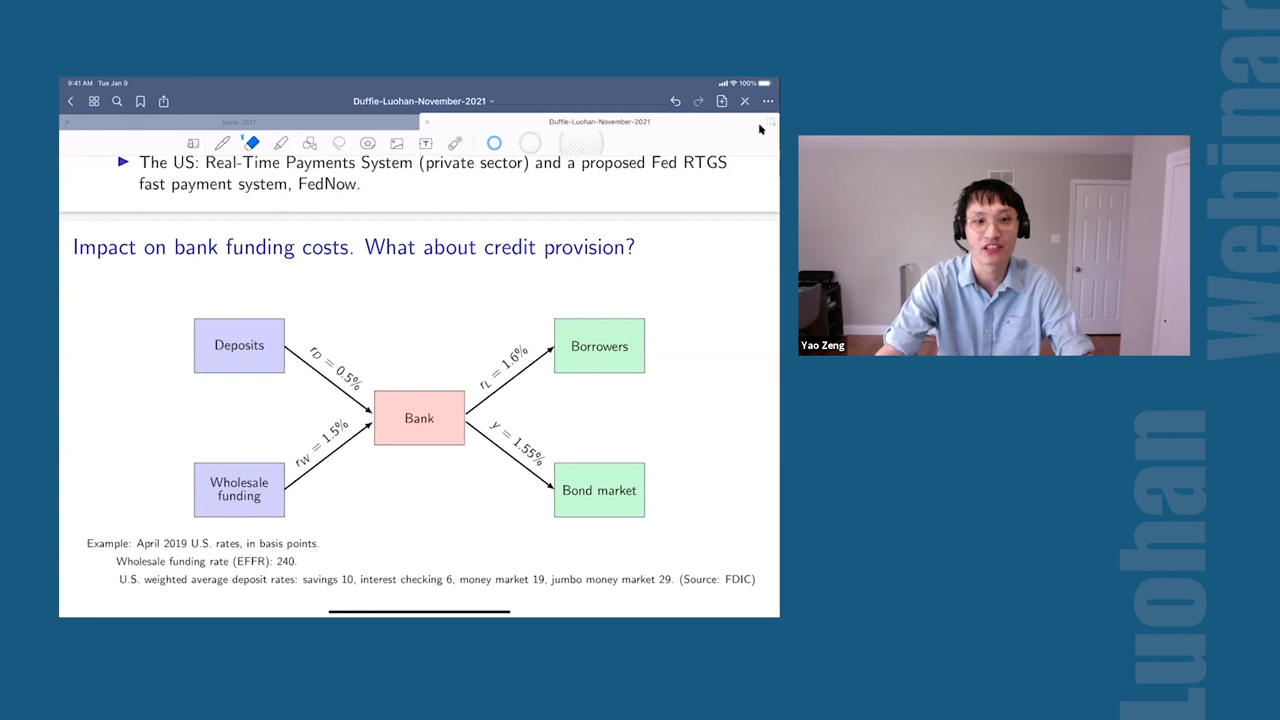 9:41 AM Tue Jan 9
100%
Duffie-Luohan-November-2021
Duffie-Luohan-November-2021
The US: Real-Time Payments System (private sector) and a proposed Fed RTGS
fast payment system, FedNow.
Impact on bank funding costs. What about credit provision?
Deposits
r_D = 0.5%
Borrowers
r_L = 1.6%
Bank
Wholesale
funding
r_W = 1.5%
y = 1.55%
Bond market
Example: April 2019 U.S. rates, in basis points.
Wholesale funding rate (EFFR): 240.
U.S. weighted average deposit rates: savings 10, interest checking 6, money market 19, jumbo money market 29. (Source: FDIC)
Yao Zeng
Luohan
Webinar